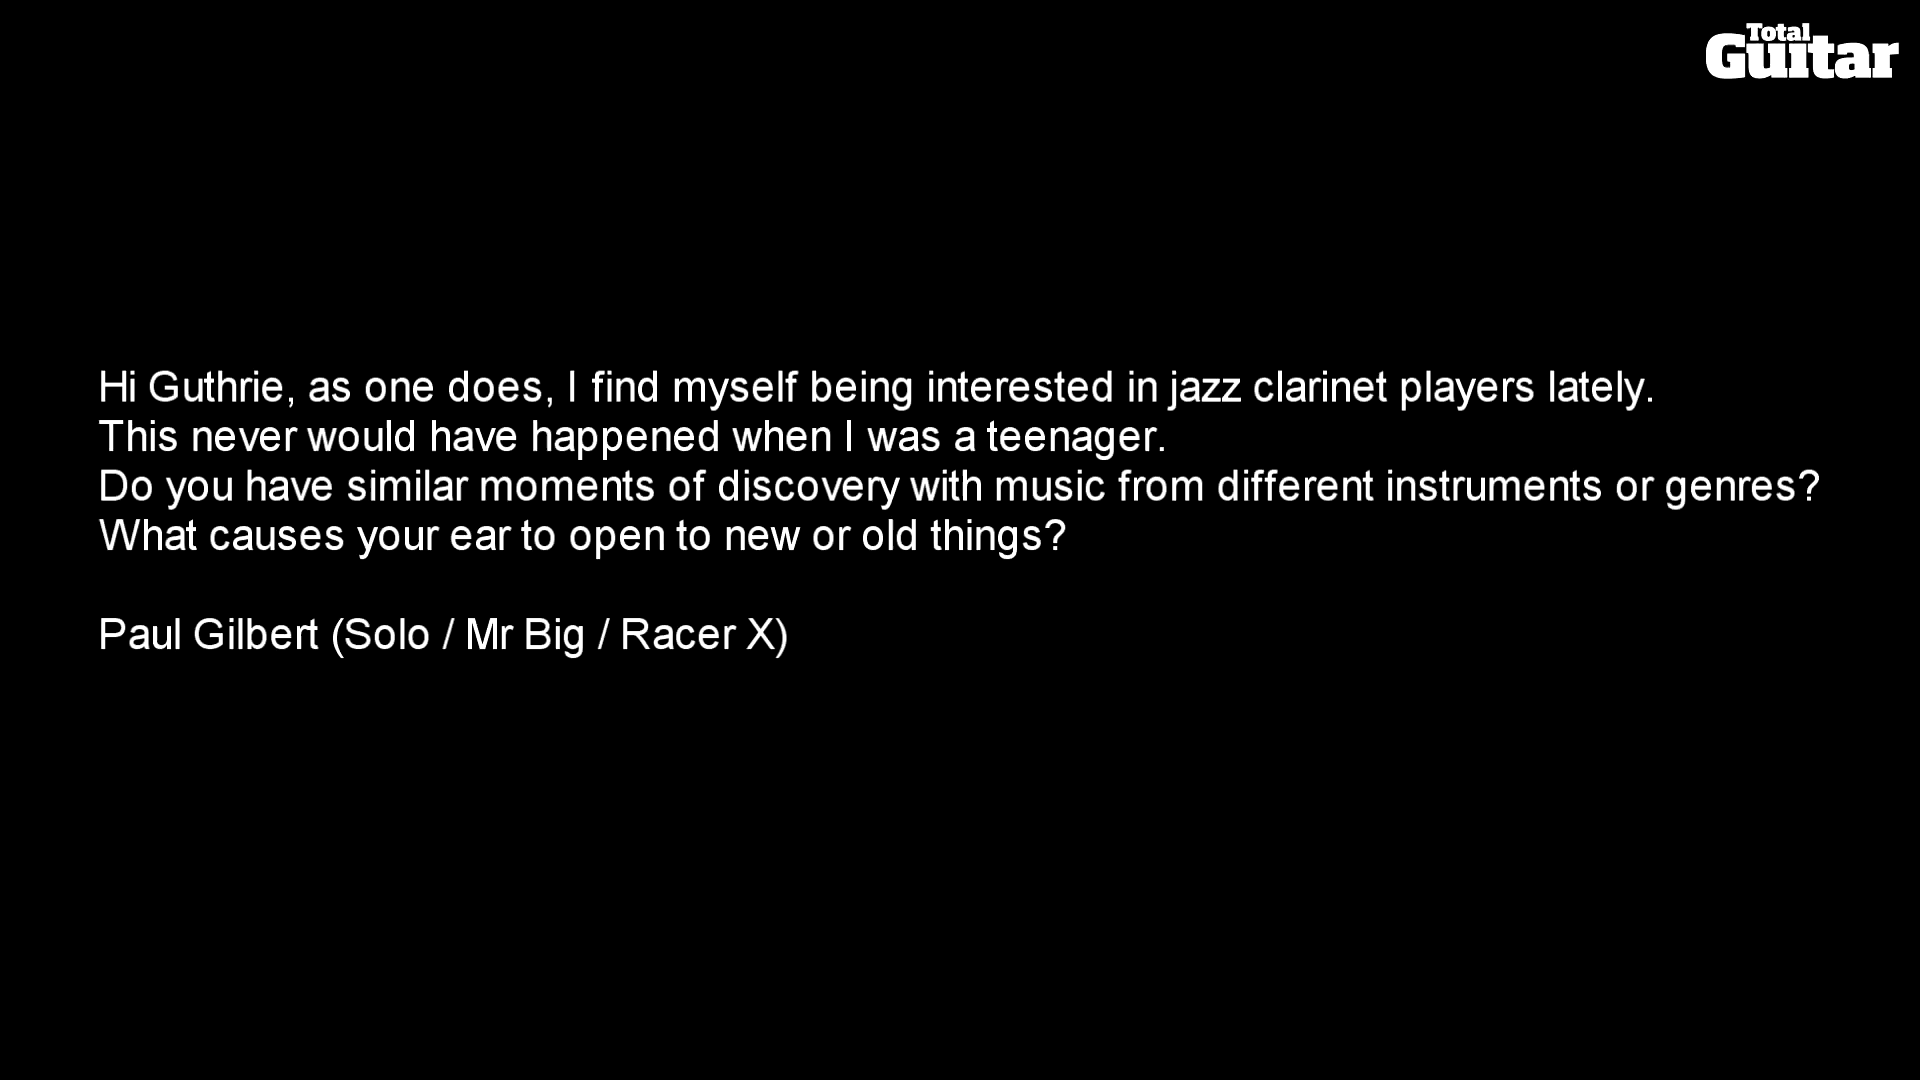 Total
Guitar
Hi Guthrie, as one does, I find myself being interested in jazz clarinet players lately.
This never would have happened when I was a teenager.
Do you have similar moments of discovery with music from different instruments or genres?
What causes your ear to open to new or old things?
Paul Gilbert (Solo / Mr Big / Racer X)